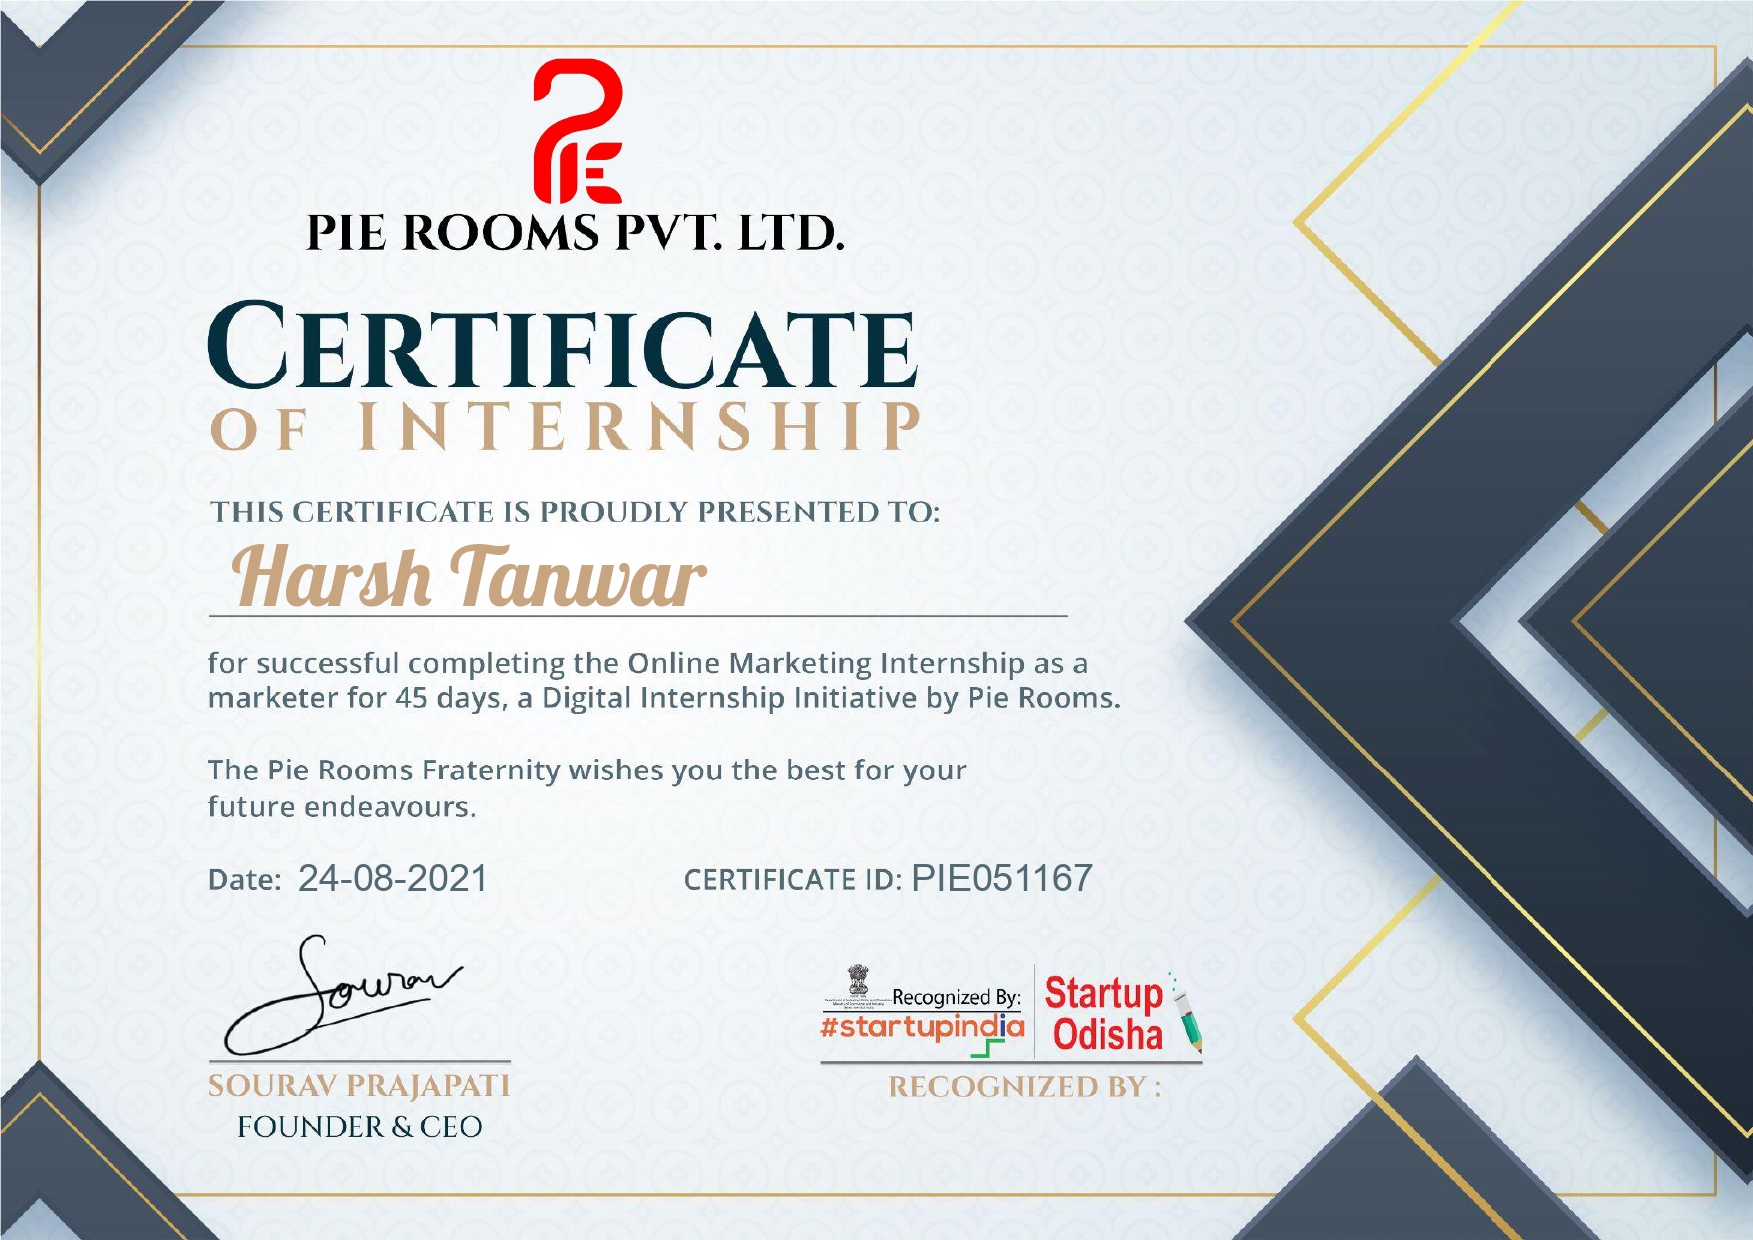 PIE ROOMS PVT. LTD.
CERTIFICATE
OF INTERNSHIP
THIS CERTIFICATE IS PROUDLY PRESENTED TO:
Harsh Tanwar
for successful completing the Online Marketing Internship as a
marketer for 45 days, a Digital Internship Initiative by Pie Rooms.
The Pie Rooms Fraternity wishes you the best for your
future endeavours.
Date: 24-08-2021 CERTIFICATE ID: PIE051167
Sourav
Recognized By:
#startupindia
Startup
Odisha
SOURAV PRAJAPATI
FOUNDER & CEO
RECOGNIZED BY :